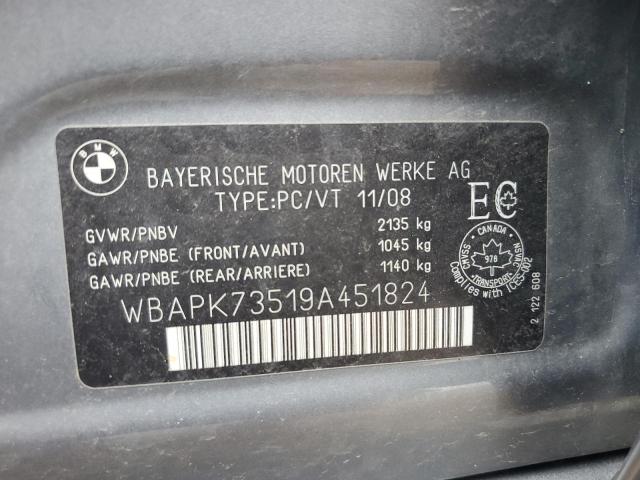 BMW
BAYERISCHE MOTOREN WERKE AG
TYPE:PC/VT 11/08
GVWR/PNBV 2135 kg
GAWR/PNBE (FRONT/AVANT) 1045 kg
GAWR/PNBE (REAR/ARRIERE) 1140 kg
WBAPK73519A451824
EC
CANADA
978
TRANSPORT
CMVSS
NSVAC
Complies with ICES-002
2 122 608